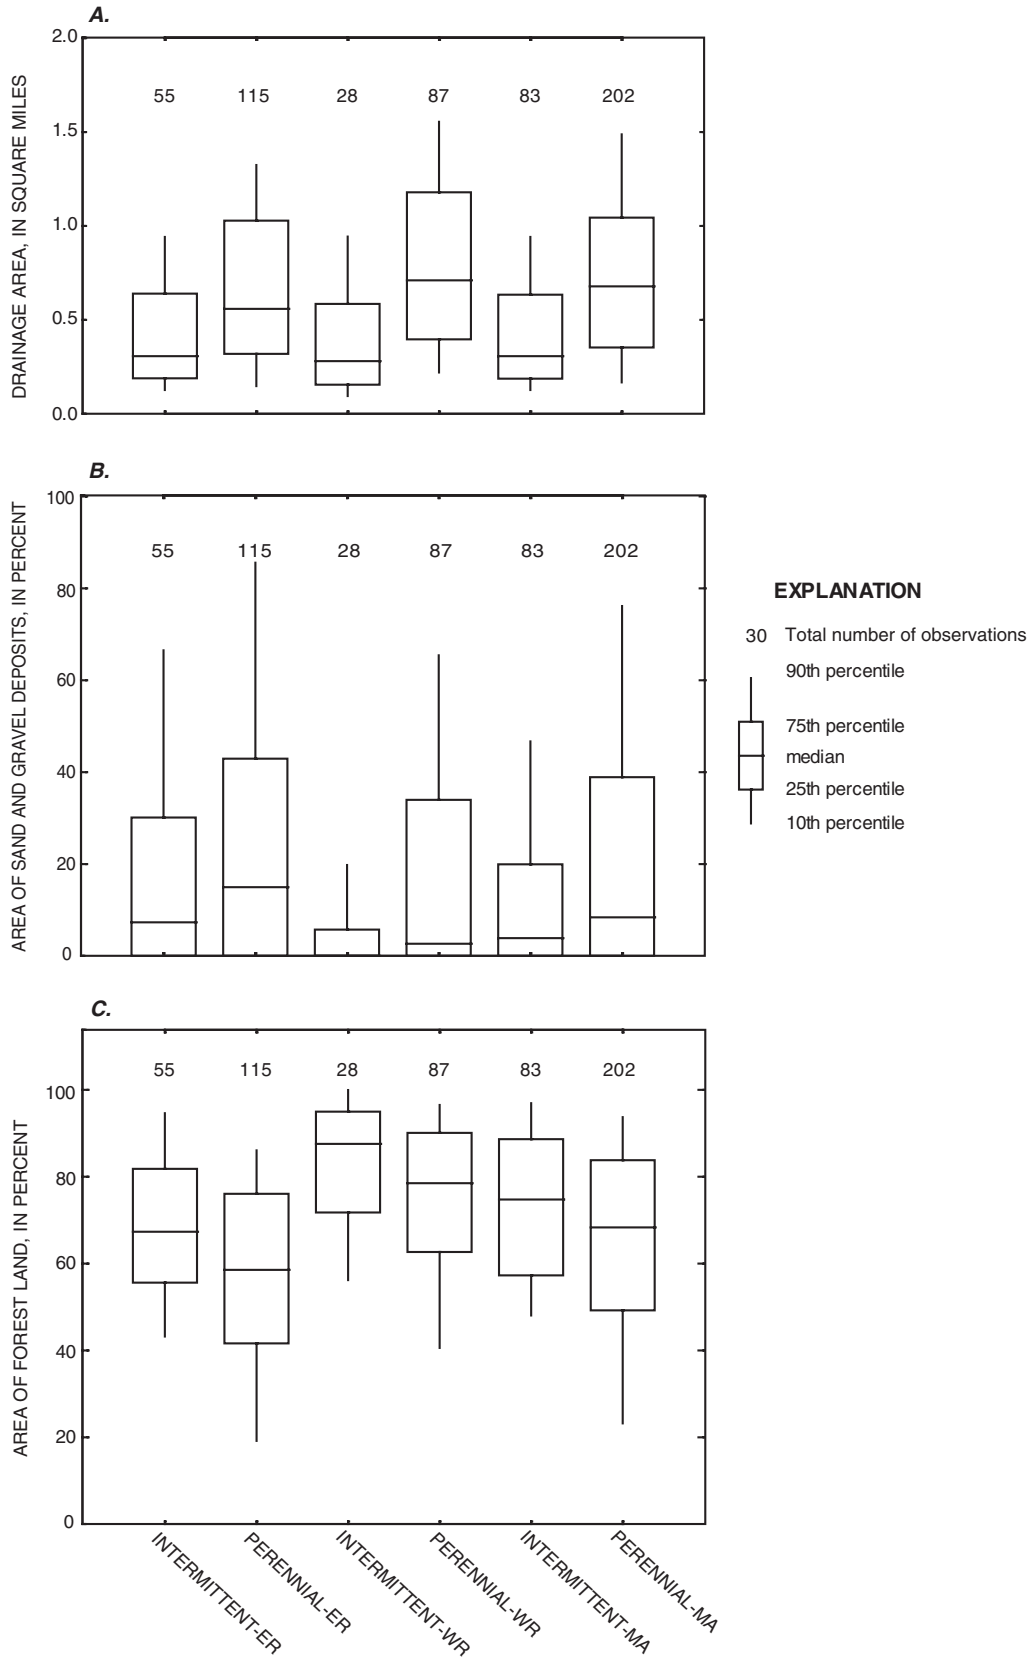 A.
DRAINAGE AREA, IN SQUARE MILES
2.0
55 115 28 87 83 202
1.5
1.0
0.5
0.0
B.
AREA OF SAND AND GRAVEL DEPOSITS, IN PERCENT
100
55 115 28 87 83 202
80
60
40
20
0
EXPLANATION
30 Total number of observations
90th percentile
75th percentile
median
25th percentile
10th percentile
C.
AREA OF FOREST LAND, IN PERCENT
55 115 28 87 83 202
100
80
60
40
20
0
INTERMITTENT-ER
PERENNIAL-ER
INTERMITTENT-WR
PERENNIAL-WR
INTERMITTENT-MA
PERENNIAL-MA